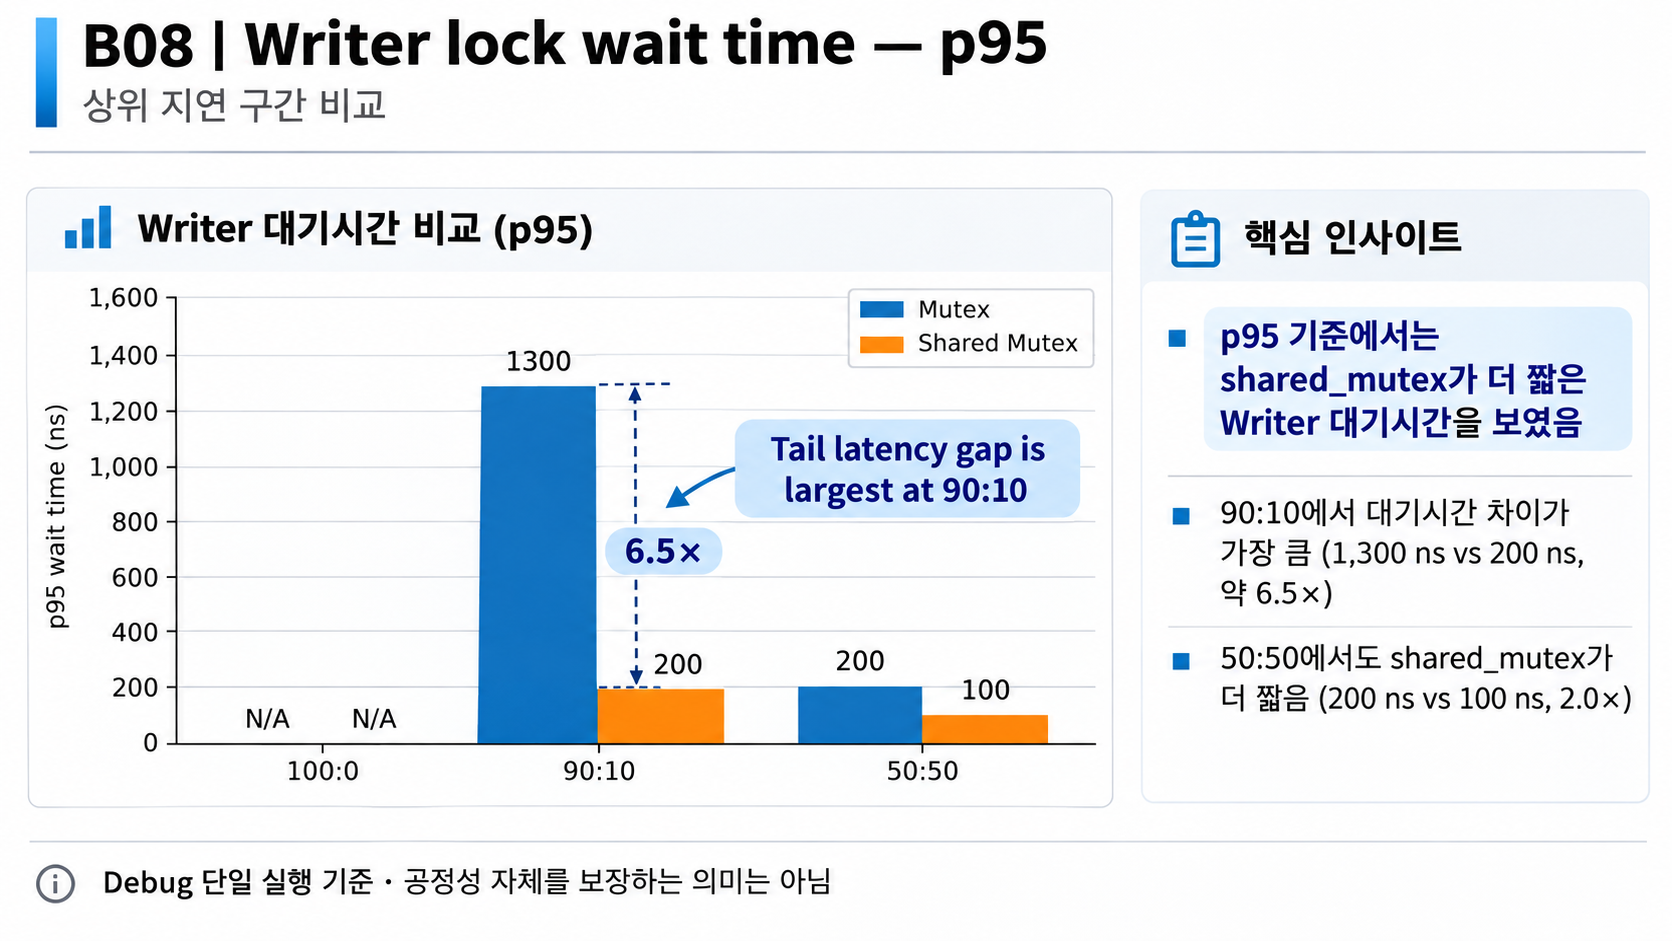 B08 | Writer lock wait time — p95
상위 지연 구간 비교
Writer 대기시간 비교 (p95)
p95 wait time (ns)
1,600
1,400
1,200
1,000
800
600
400
200
0
Mutex
Shared Mutex
1300
Tail latency gap is
largest at 90:10
6.5×
200
200
100
N/A
N/A
100:0
90:10
50:50
핵심 인사이트
p95 기준에서는
shared_mutex가 더 짧은
Writer 대기시간을 보였음
90:10에서 대기시간 차이가
가장 큼 (1,300 ns vs 200 ns,
약 6.5×)
50:50에서도 shared_mutex가
더 짧음 (200 ns vs 100 ns, 2.0×)
Debug 단일 실행 기준 · 공정성 자체를 보장하는 의미는 아님